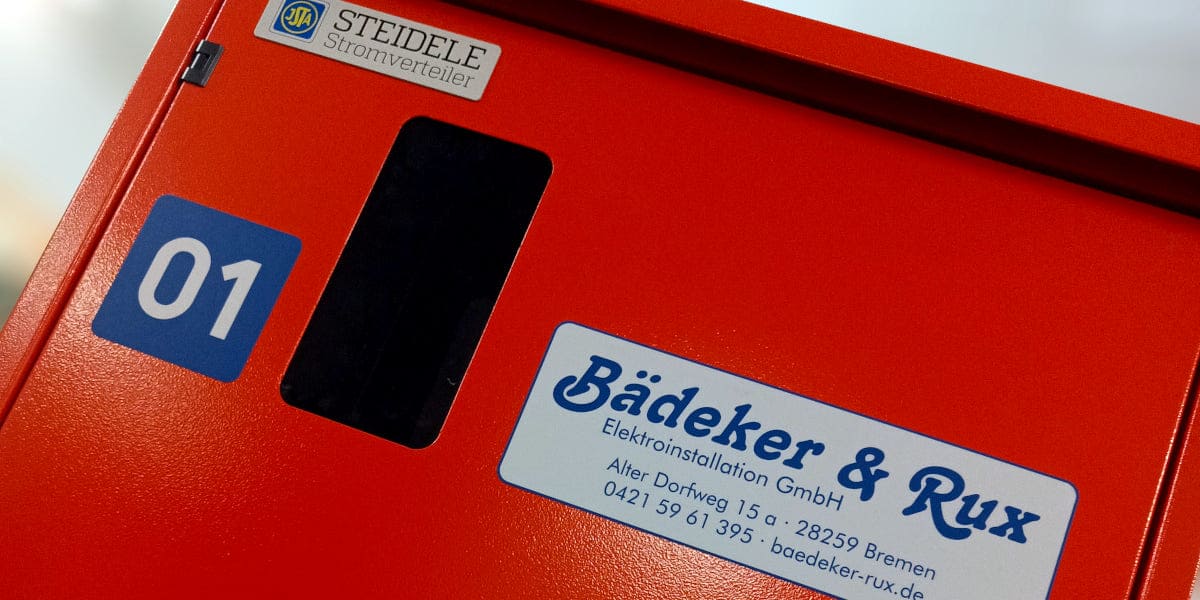 JSTA
STEIDELE
Stromverteiler
01
Bädeker & Rux
Elektroinstallation GmbH
Alter Dorfweg 15 a · 28259 Bremen
0421 59 61 395 · baedeker-rux.de